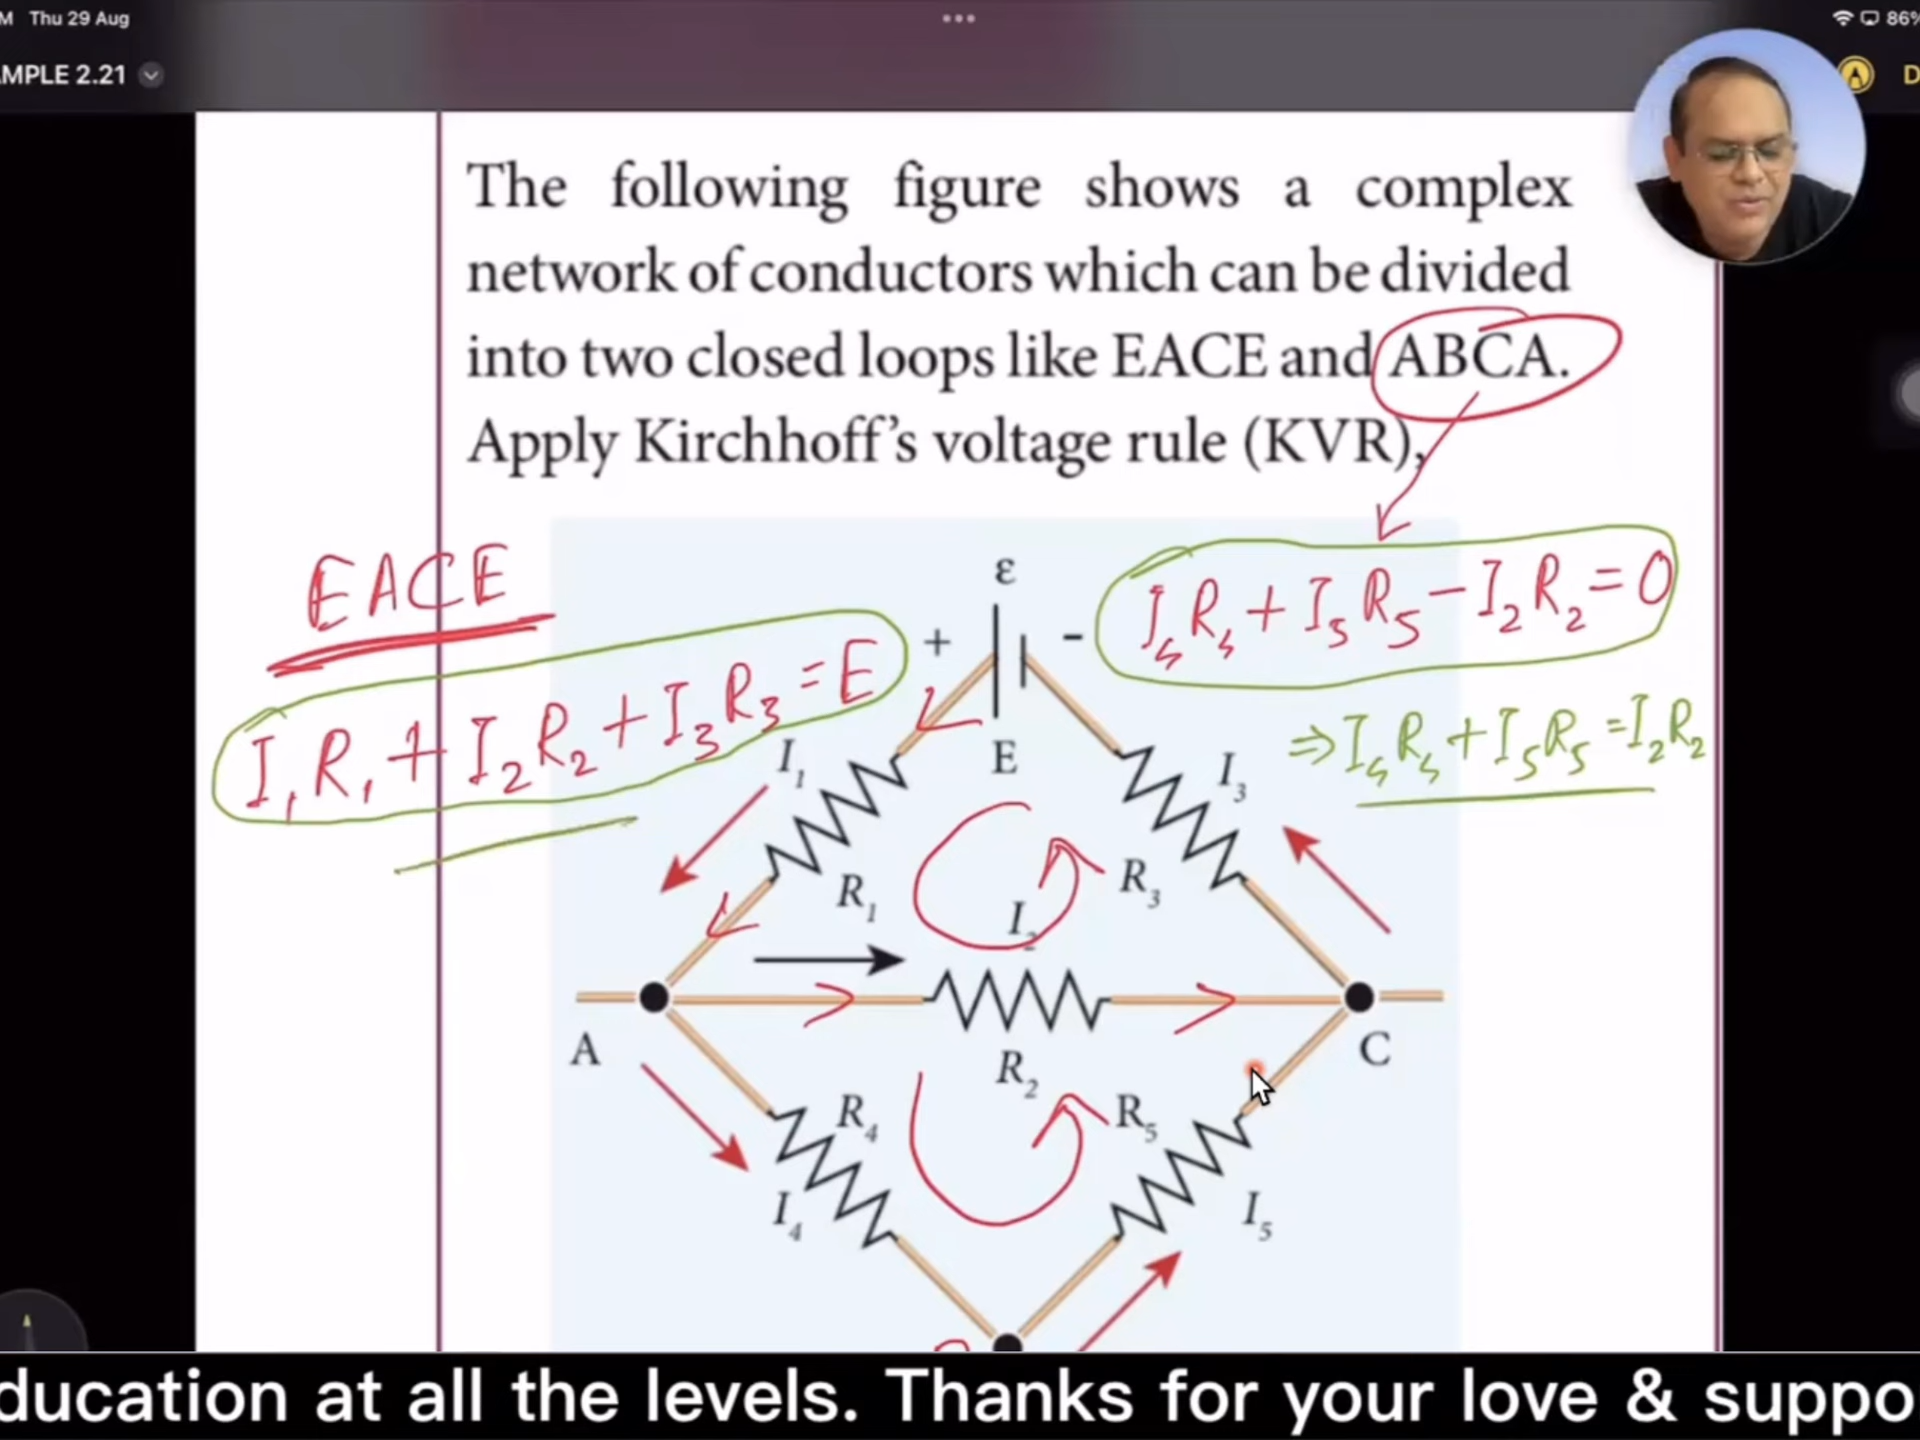 M Thu 29 Aug
86%
MPLE 2.21
D
The following figure shows a complex
network of conductors which can be divided
into two closed loops like EACE and ABCA.
Apply Kirchhoff's voltage rule (KVR),
EACE
I₁R₁ + I₂R₂ + I₃R₃ = E
I₄R₄ + I₅R₅ − I₂R₂ = 0
⇒ I₄R₄ + I₅R₅ = I₂R₂
ε
+ -
E
I₁
I₃
R₁
R₃
I₂
A
C
R₂
R₄
R₅
I₄
I₅
ducation at all the levels. Thanks for your love & suppo